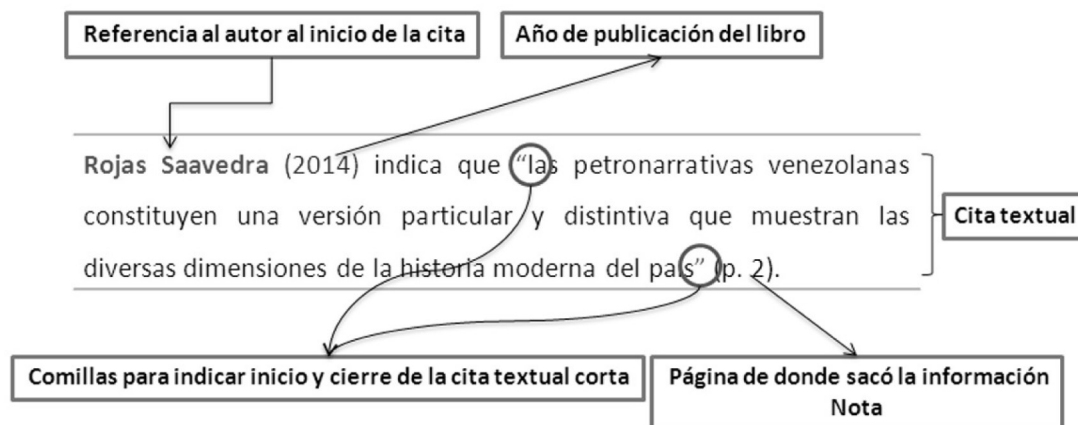 Referencia al autor al inicio de la cita
Año de publicación del libro
Rojas Saavedra (2014) indica que “las petronarrativas venezolanas
constituyen una versión particular y distintiva que muestran las
diversas dimensiones de la historia moderna del país” (p. 2).
Cita textual
Comillas para indicar inicio y cierre de la cita textual corta
Página de donde sacó la información
Nota